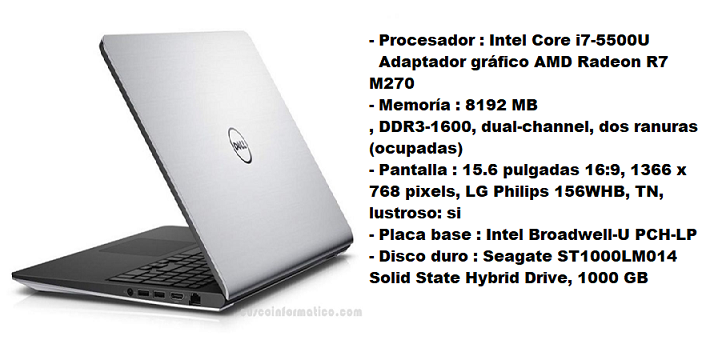 - Procesador : Intel Core i7-5500U
Adaptador gráfico AMD Radeon R7
M270
- Memoría : 8192 MB
, DDR3-1600, dual-channel, dos ranuras
(ocupadas)
- Pantalla : 15.6 pulgadas 16:9, 1366 x
768 pixels, LG Philips 156WHB, TN,
lustroso: si
- Placa base : Intel Broadwell-U PCH-LP
- Disco duro : Seagate ST1000LM014
Solid State Hybrid Drive, 1000 GB
DELL